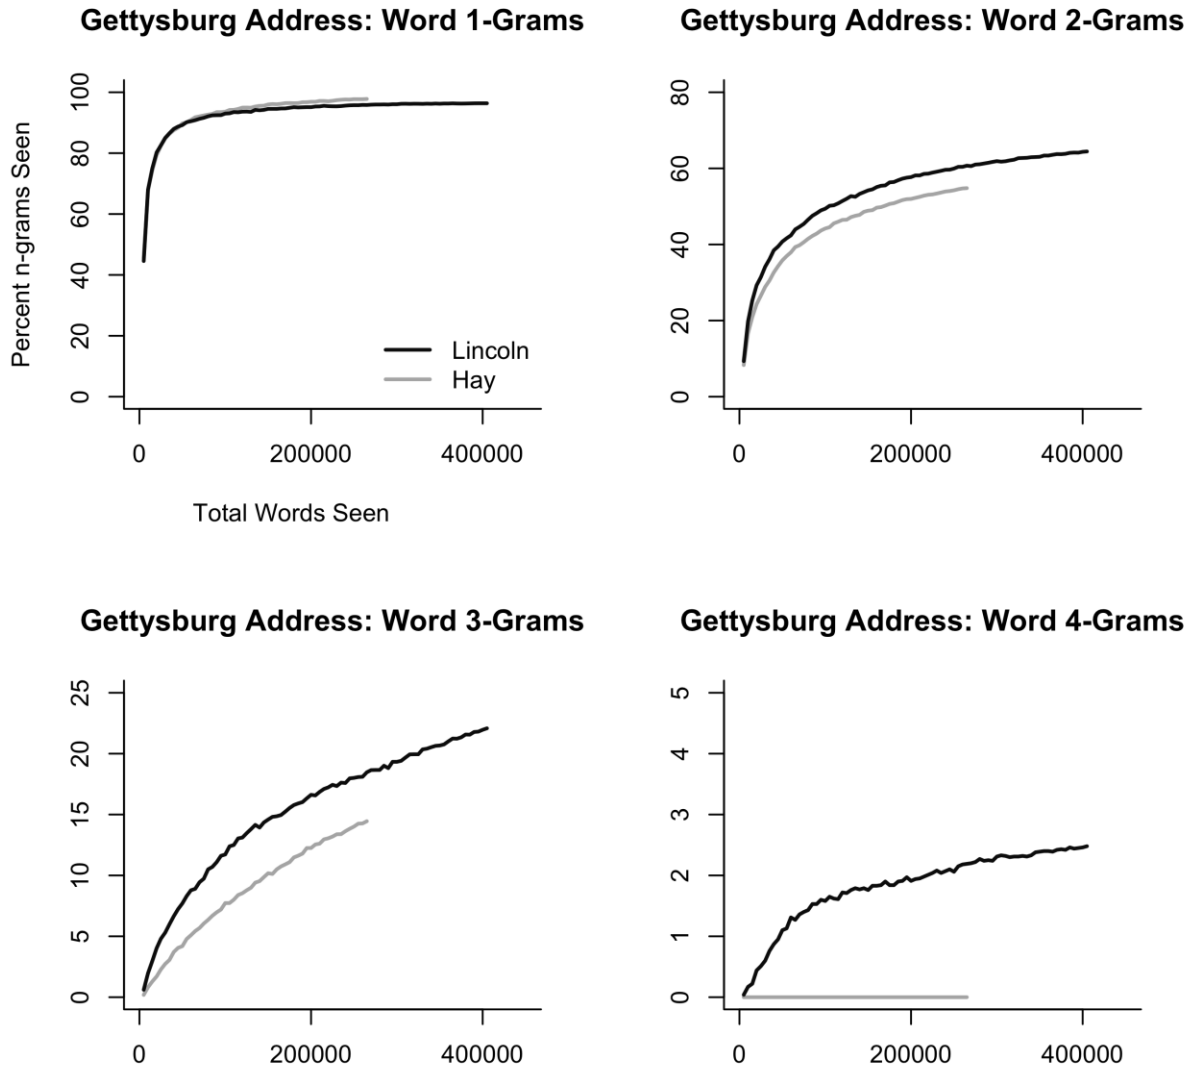 Gettysburg Address: Word 1-Grams
Percent n-grams Seen
100
80
60
40
20
0
Lincoln
Hay
0 200000 400000
Total Words Seen
Gettysburg Address: Word 2-Grams
80
60
40
20
0
0 200000 400000
Gettysburg Address: Word 3-Grams
25
20
15
10
5
0
0 200000 400000
Gettysburg Address: Word 4-Grams
5
4
3
2
1
0
0 200000 400000